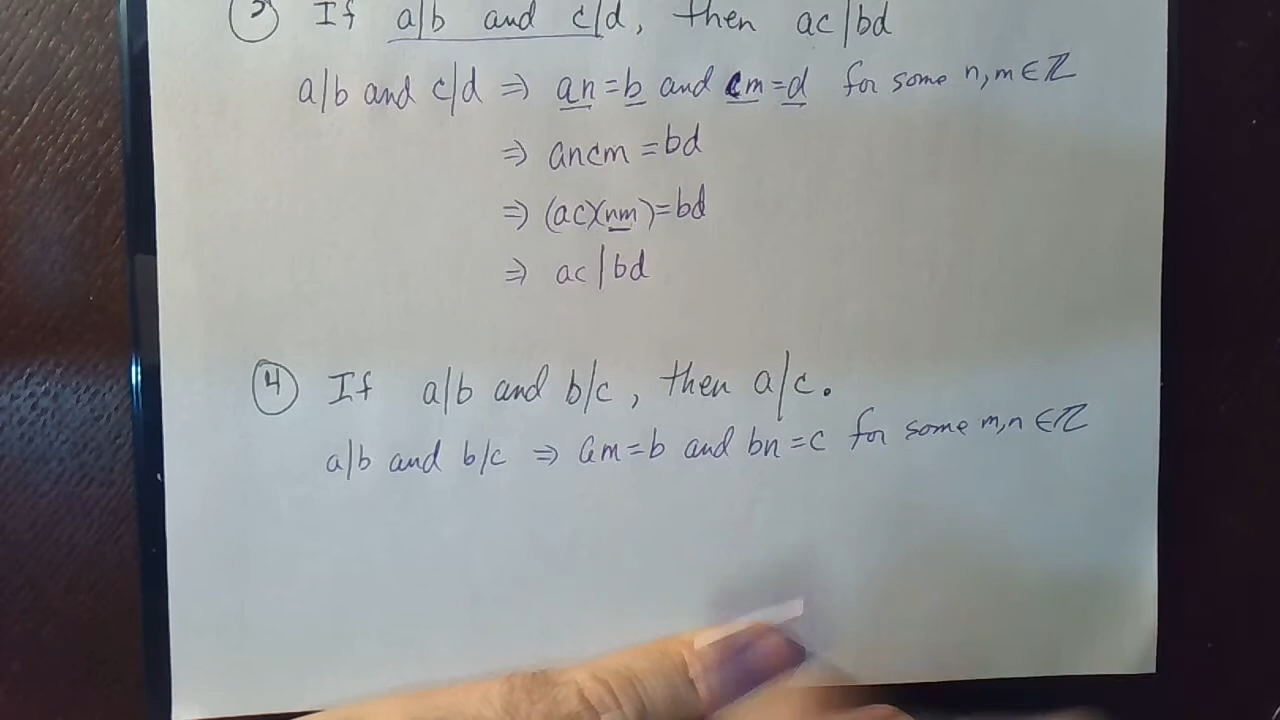 ③ If a|b and c|d, then ac|bd
a|b and c|d ⇒ an=b and cm=d for some n, m ∈ ℤ
⇒ ancm = bd
⇒ (ac)(nm)=bd
⇒ ac|bd
④ If a|b and b|c, then a|c.
a|b and b|c ⇒ am=b and bn=c for some m,n ∈ ℤ